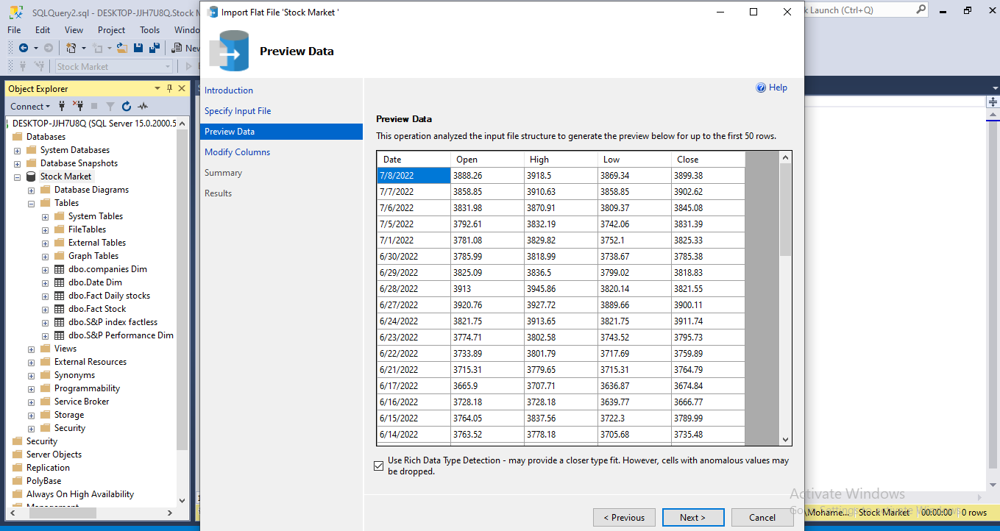 SQLQuery2.sql - DESKTOP-JJH7U8Q.Stock M
Import Flat File 'Stock Market '
Launch (Ctrl+Q)
File Edit View Project Tools
Stock Market
Preview Data
Object Explorer
Connect
DESKTOP-JJH7U8Q (SQL Server 15.0.2000.5
Databases
System Databases
Database Snapshots
Stock Market
Database Diagrams
Tables
System Tables
FileTables
External Tables
Graph Tables
dbo.companies Dim
dbo.Date Dim
dbo.Fact Daily stocks
dbo.Fact Stock
dbo.S&P index factless
dbo.S&P Performance Dim
Views
External Resources
Synonyms
Programmability
Service Broker
Storage
Security
Security
Server Objects
Replication
PolyBase
Always On High Availability
Introduction
Specify Input File
Preview Data
Modify Columns
Summary
Results
Help
Preview Data
This operation analyzed the input file structure to generate the preview below for up to the first 50 rows.
Date Open High Low Close
7/8/2022 3888.26 3918.5 3869.34 3899.38
7/7/2022 3858.85 3910.63 3858.85 3902.62
7/6/2022 3831.98 3870.91 3809.37 3845.08
7/5/2022 3792.61 3832.19 3742.06 3831.39
7/1/2022 3781.08 3829.82 3752.1 3825.33
6/30/2022 3785.99 3818.99 3738.67 3785.38
6/29/2022 3825.09 3836.5 3799.02 3818.83
6/28/2022 3913 3945.86 3820.14 3821.55
6/27/2022 3920.76 3927.72 3889.66 3900.11
6/24/2022 3821.75 3913.65 3821.75 3911.74
6/23/2022 3774.71 3802.58 3743.52 3795.73
6/22/2022 3733.89 3801.79 3717.69 3759.89
6/21/2022 3715.31 3779.65 3715.31 3764.79
6/17/2022 3665.9 3707.71 3636.87 3674.84
6/16/2022 3728.18 3728.18 3639.77 3666.77
6/15/2022 3764.05 3837.56 3722.3 3789.99
6/14/2022 3763.52 3778.18 3705.68 3735.48
Use Rich Data Type Detection - may provide a closer type fit. However, cells with anomalous values may
be dropped.
< Previous Next > Cancel
Activate Windows
Go to Settings to activate Windows.
\Mohame... Stock Market 00:00:00 0 rows